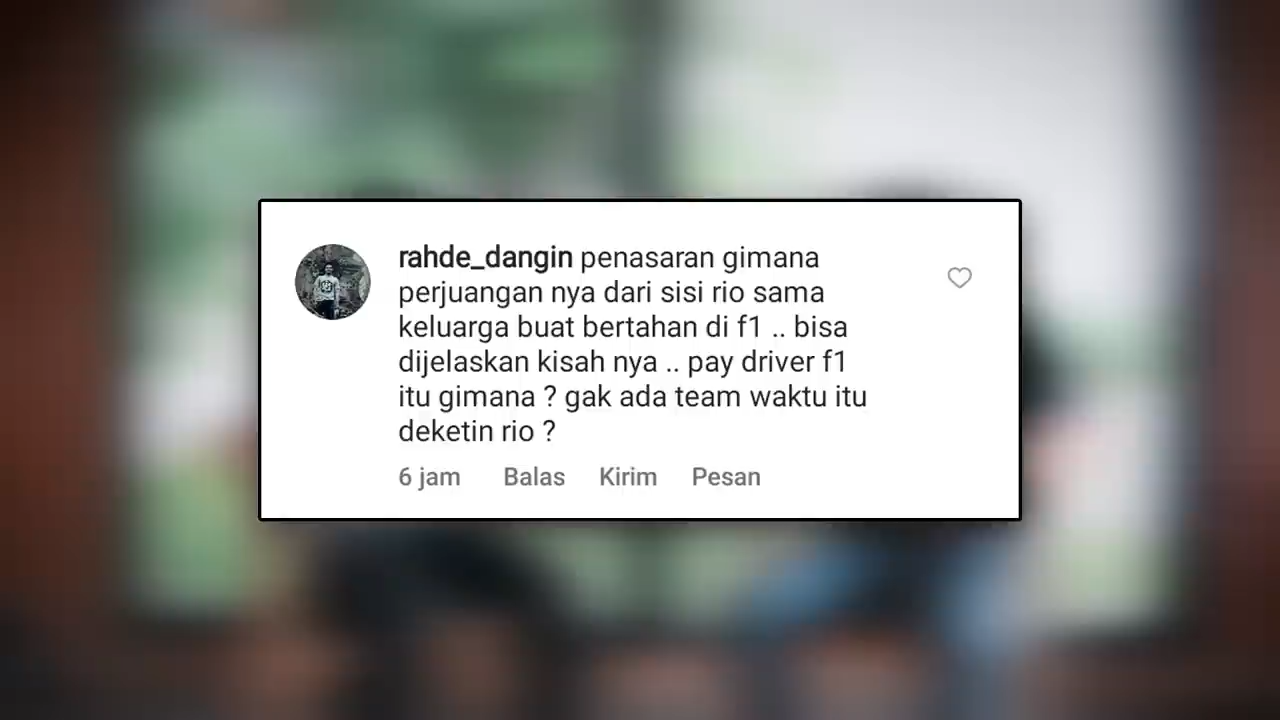 rahde_dangin penasaran gimana
perjuangan nya dari sisi rio sama
keluarga buat bertahan di f1 .. bisa
dijelaskan kisah nya .. pay driver f1
itu gimana ? gak ada team waktu itu
deketin rio ?
6 jam Balas Kirim Pesan